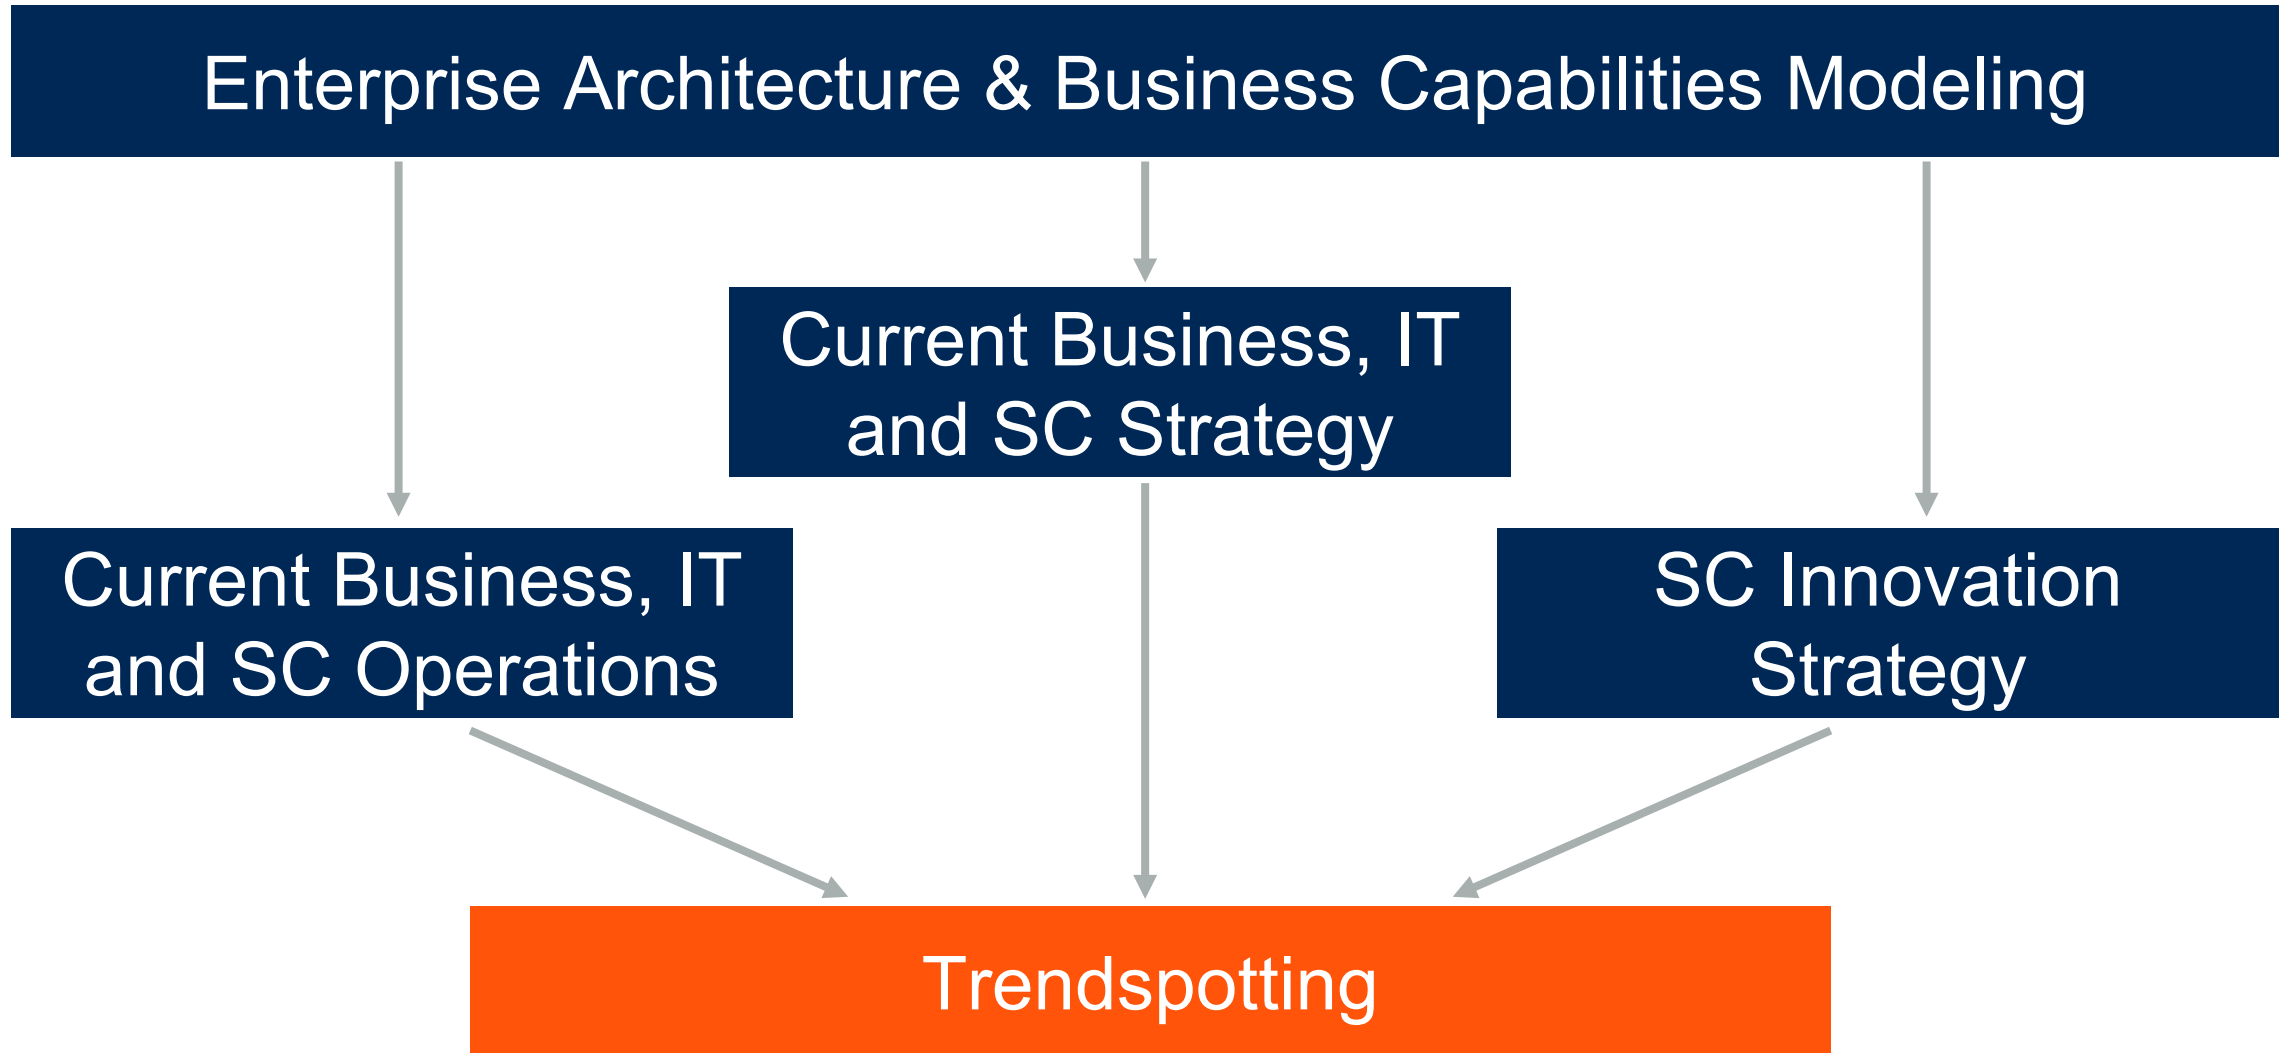 Enterprise Architecture & Business Capabilities Modeling
Current Business, IT
and SC Strategy
Current Business, IT
and SC Operations
SC Innovation
Strategy
Trendspotting